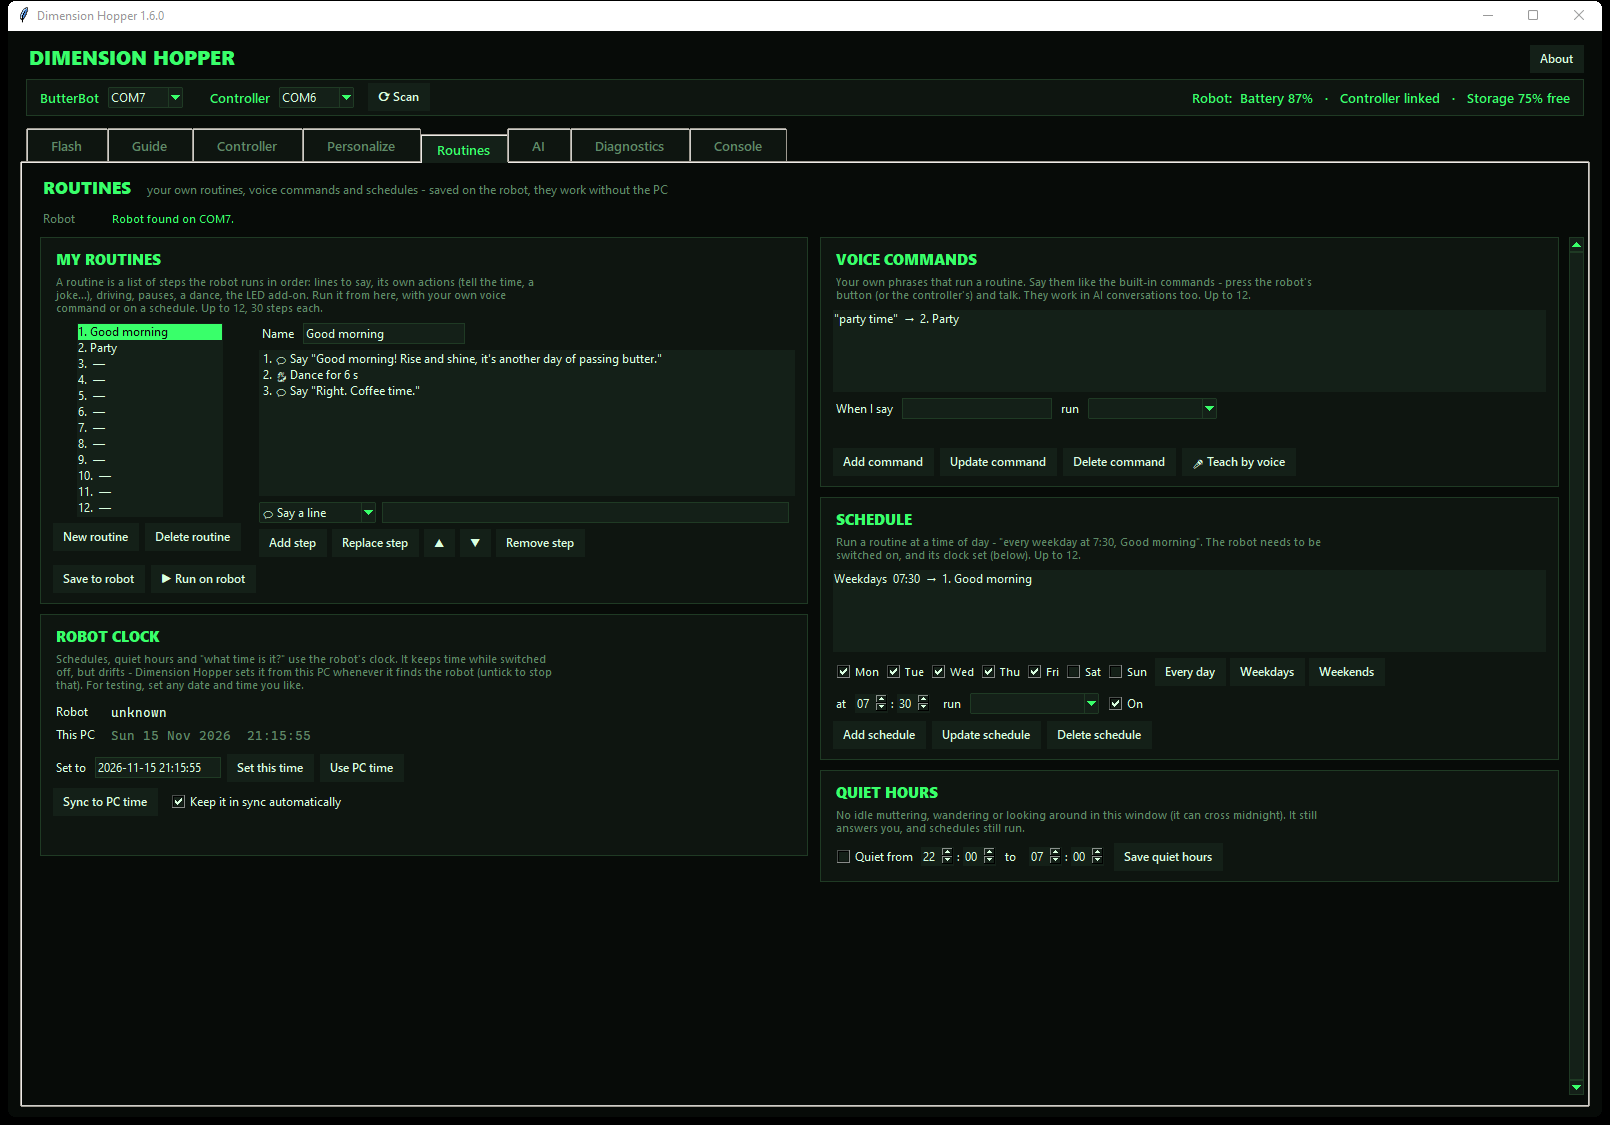 Dimension Hopper 1.6.0
DIMENSION HOPPER
About
ButterBot COM7 Controller COM6 ⟳ Scan
Robot: Battery 87% · Controller linked · Storage 75% free
Flash Guide Controller Personalize Routines AI Diagnostics Console
ROUTINES your own routines, voice commands and schedules - saved on the robot, they work without the PC
Robot Robot found on COM7.
MY ROUTINES
A routine is a list of steps the robot runs in order: lines to say, its own actions (tell the time, a
joke...), driving, pauses, a dance, the LED add-on. Run it from here, with your own voice
command or on a schedule. Up to 12, 30 steps each.
1. Good morning
2. Party
3. —
4. —
5. —
6. —
7. —
8. —
9. —
10. —
11. —
12. —
New routine Delete routine
Name Good morning
1. Say "Good morning! Rise and shine, it's another day of passing butter."
2. Dance for 6 s
3. Say "Right. Coffee time."
Say a line
Add step Replace step ▲ ▼ Remove step
Save to robot ▶ Run on robot
ROBOT CLOCK
Schedules, quiet hours and "what time is it?" use the robot's clock. It keeps time while switched
off, but drifts - Dimension Hopper sets it from this PC whenever it finds the robot (untick to stop
that). For testing, set any date and time you like.
Robot unknown
This PC Sun 15 Nov 2026 21:15:55
Set to 2026-11-15 21:15:55 Set this time Use PC time
Sync to PC time Keep it in sync automatically
VOICE COMMANDS
Your own phrases that run a routine. Say them like the built-in commands - press the robot's
button (or the controller's) and talk. They work in AI conversations too. Up to 12.
"party time" → 2. Party
When I say run
Add command Update command Delete command Teach by voice
SCHEDULE
Run a routine at a time of day - "every weekday at 7:30, Good morning". The robot needs to be
switched on, and its clock set (below). Up to 12.
Weekdays 07:30 → 1. Good morning
Mon Tue Wed Thu Fri Sat Sun Every day Weekdays Weekends
at 07 : 30 run On
Add schedule Update schedule Delete schedule
QUIET HOURS
No idle muttering, wandering or looking around in this window (it can cross midnight). It still
answers you, and schedules still run.
Quiet from 22 : 00 to 07 : 00 Save quiet hours